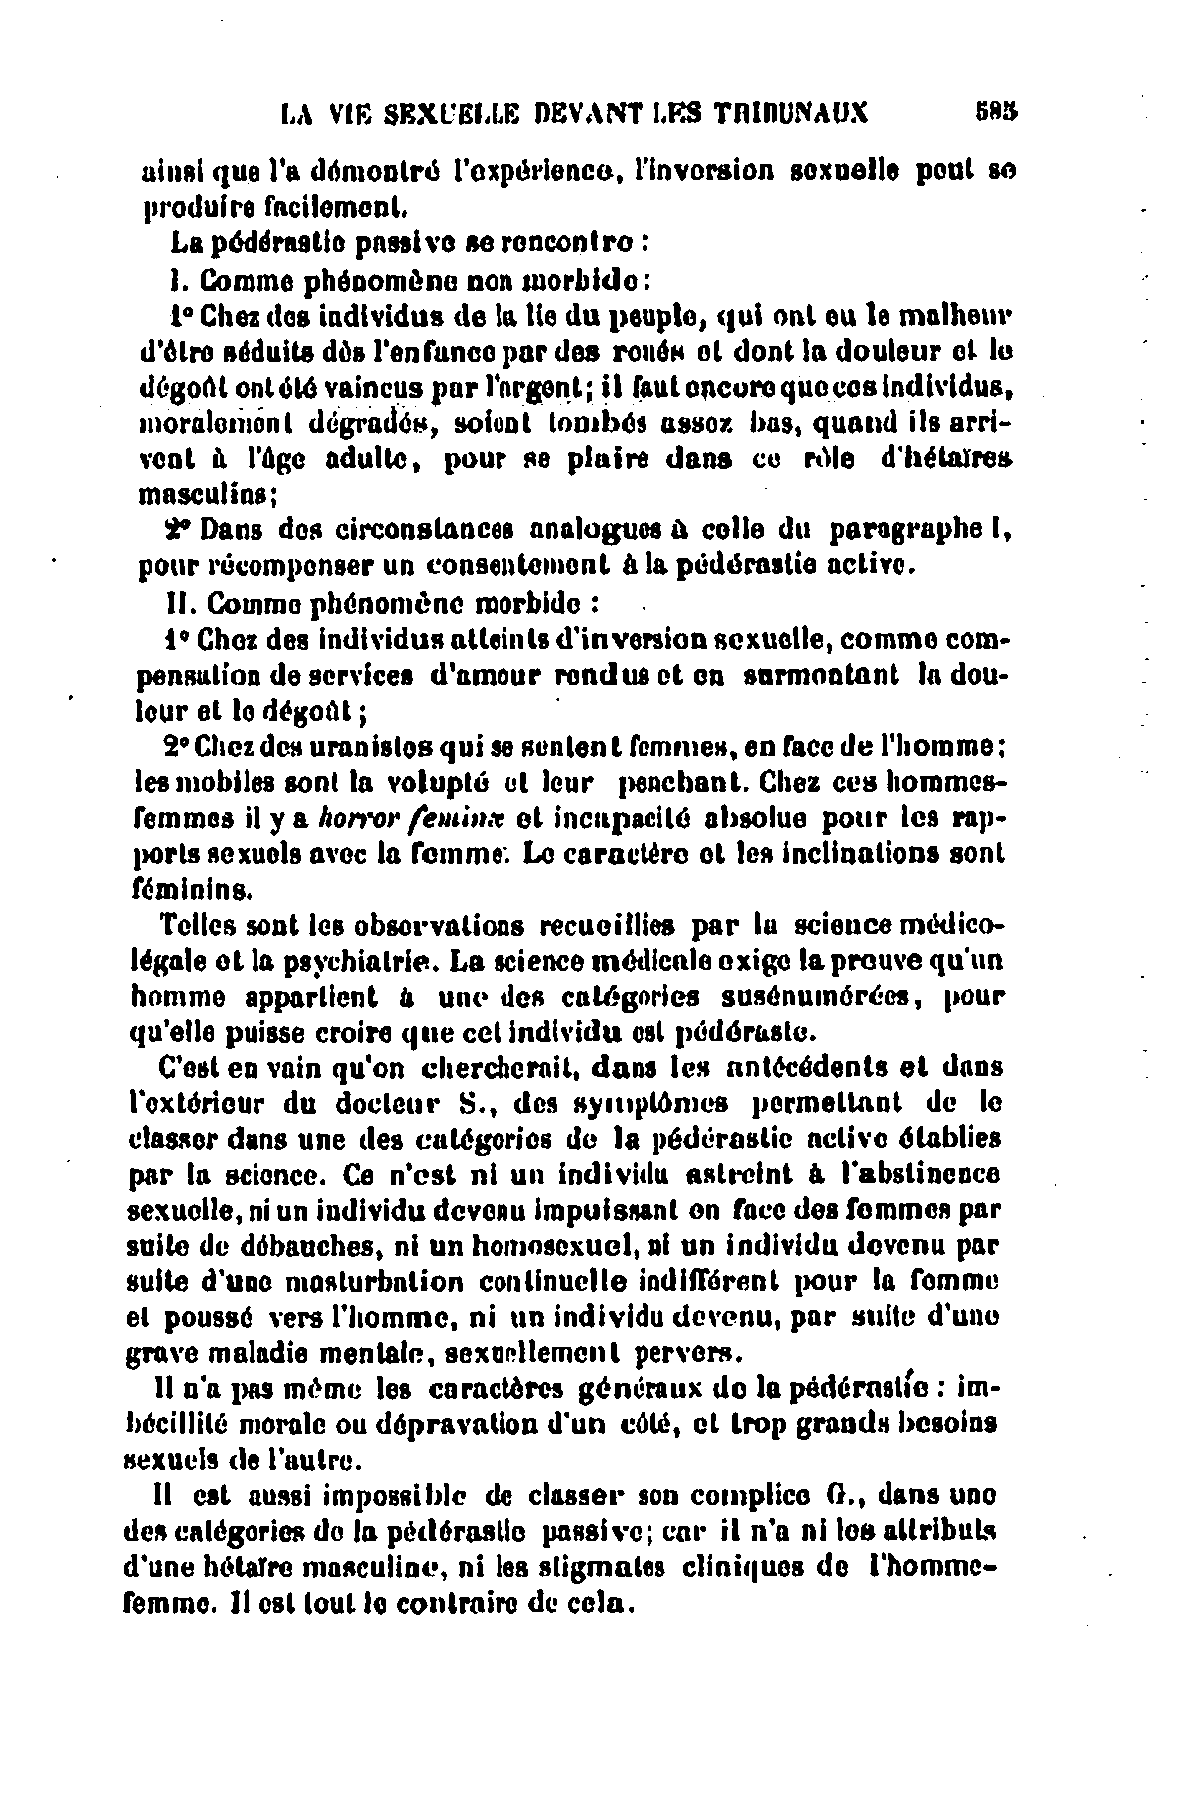 LA VIE SEXUELLE DEVANT LES TRIBUNAUX 585
ainsi que l'a démontré l'expérience, l'inversion sexuelle peut se
produire facilement.
La pédérastie passive se rencontre :
I. Comme phénomène non morbide :
1° Chez des individus de la lie du peuple, qui ont eu le malheur
d'être séduits dès l'enfance par des roués et dont la douleur et le
dégoût ont été vaincus par l'argent; il faut encore que ces individus,
moralement dégradés, soient tombés assez bas, quand ils arri-
vent à l'âge adulte, pour se plaire dans ce rôle d'hétaïres
masculins;
2° Dans des circonstances analogues à celle du paragraphe I,
pour récompenser un consentement à la pédérastie active.
II. Comme phénomène morbide :
1° Chez des individus atteints d'inversion sexuelle, comme com-
pensation de services d'amour rendus et en surmontant la dou-
leur et le dégoût ;
2° Chez des uranistes qui se sentent femmes, en face de l'homme;
les mobiles sont la volupté et leur penchant. Chez ces hommes-
femmes il y a horror feminæ et incapacité absolue pour les rap-
ports sexuels avec la femme. Le caractère et les inclinations sont
féminins.
Telles sont les observations recueillies par la science médico-
légale et la psychiatrie. La science médicale exige la preuve qu'un
homme appartient à une des catégories susénumérées, pour
qu'elle puisse croire que cet individu est pédéraste.
C'est en vain qu'on chercherait, dans les antécédents et dans
l'extérieur du docteur S., des symptômes permettant de le
classer dans une des catégories de la pédérastie active établies
par la science. Ce n'est ni un individu astreint à l'abstinence
sexuelle, ni un individu devenu impuissant en face des femmes par
suite de débauches, ni un homosexuel, ni un individu devenu par
suite d'une masturbation continuelle indifférent pour la femme
et poussé vers l'homme, ni un individu devenu, par suite d'une
grave maladie mentale, sexuellement pervers.
Il n'a pas même les caractères généraux de la pédérastie : im-
bécillité morale ou dépravation d'un côté, et trop grands besoins
sexuels de l'autre.
Il est aussi impossible de classer son complice G., dans une
des catégories de la pédérastie passive; car il n'a ni les attributs
d'une hétaïre masculine, ni les stigmates cliniques de l'homme-
femme. Il est tout le contraire de cela.